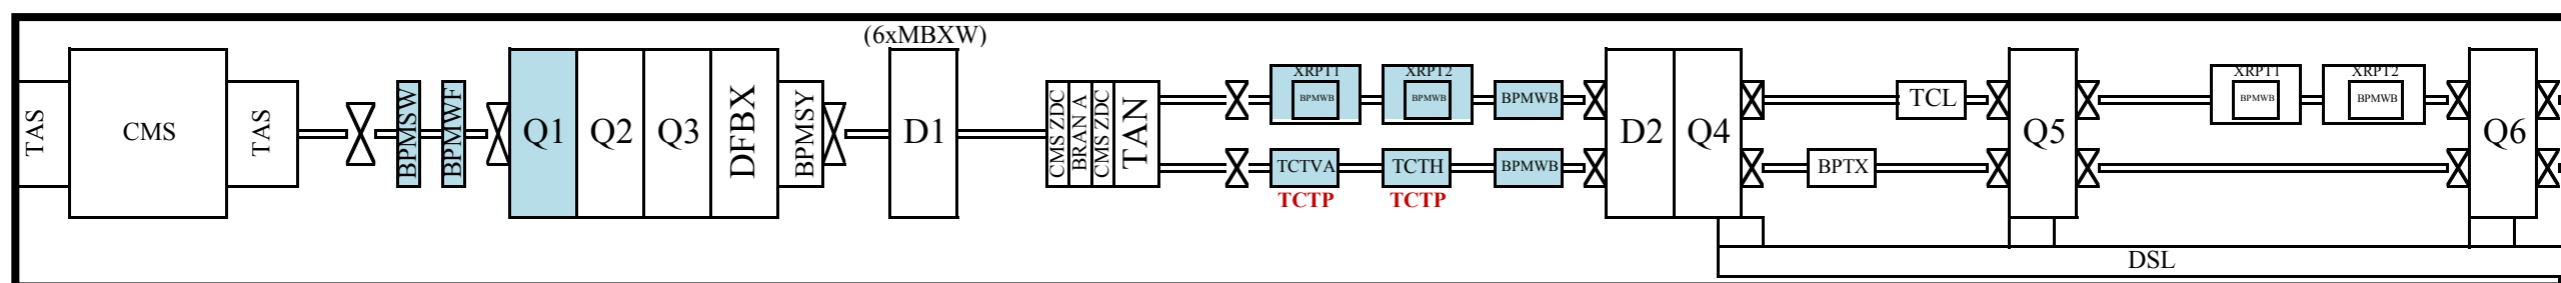 (6xMBXW)
TAS
CMS
TAS
BPMSW
BPMWF
Q1
Q2
Q3
DFBX
BPMSY
D1
CMS ZDC
BRAN A
CMS ZDC
TAN
XRPT1
BPMWB
XRPT2
BPMWB
BPMWB
TCTVA
TCTP
TCTH
TCTP
BPMWB
D2
Q4
TCL
BPTX
Q5
XRPT1
BPMWB
XRPT2
BPMWB
Q6
DSL